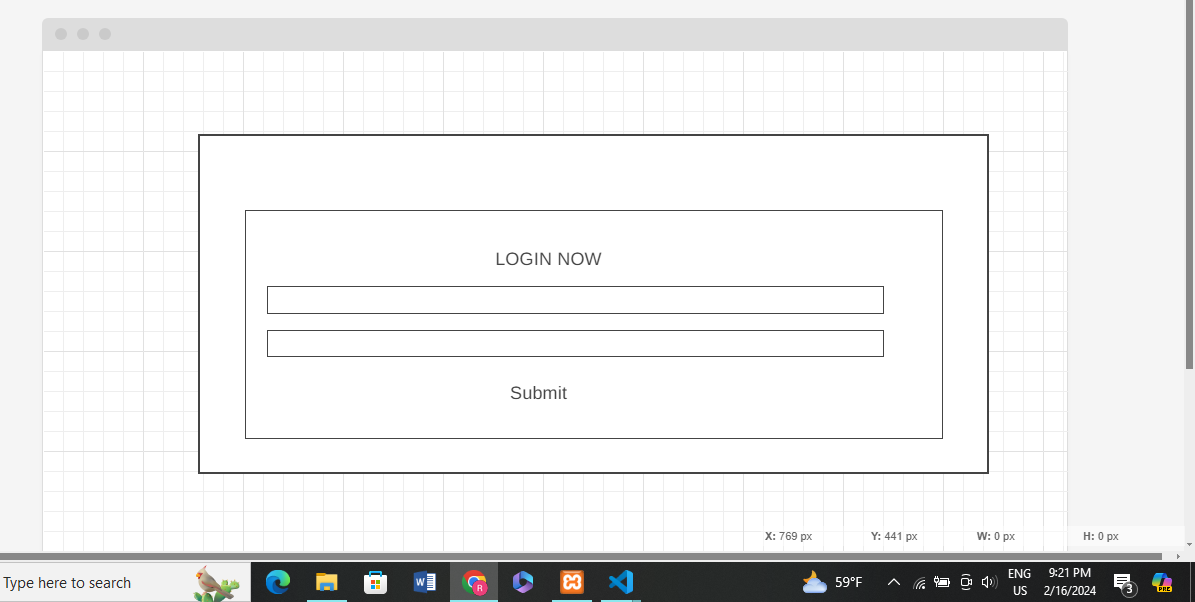 LOGIN NOW
Submit
X: 769 px Y: 441 px W: 0 px H: 0 px
Type here to search
W
R
59°F
ENG
US
9:21 PM
2/16/2024
3
PRE